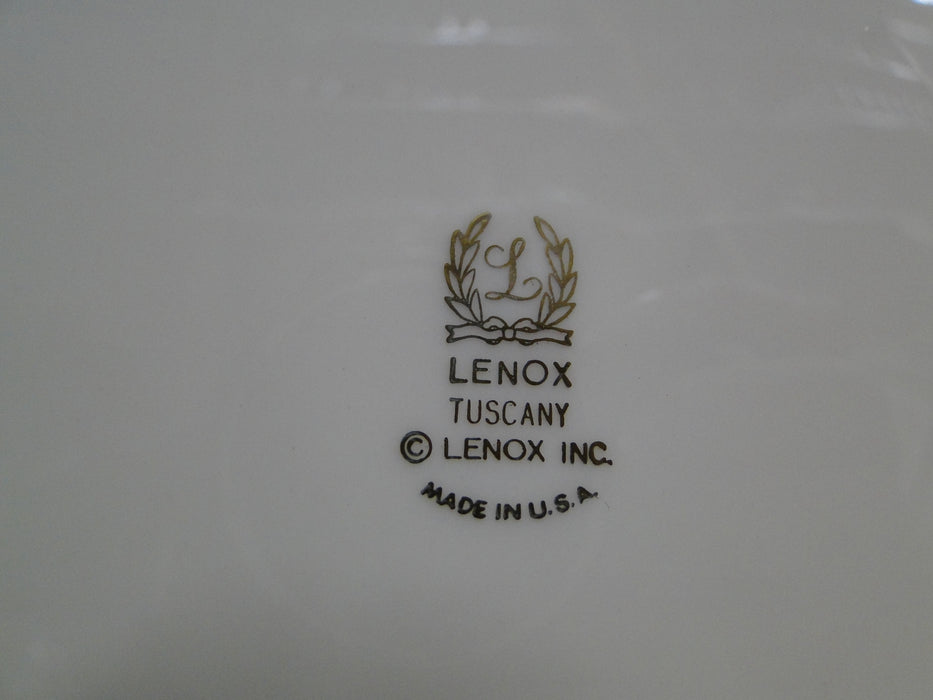 L
LENOX
TUSCANY
© LENOX INC.
MADE IN U.S.A.